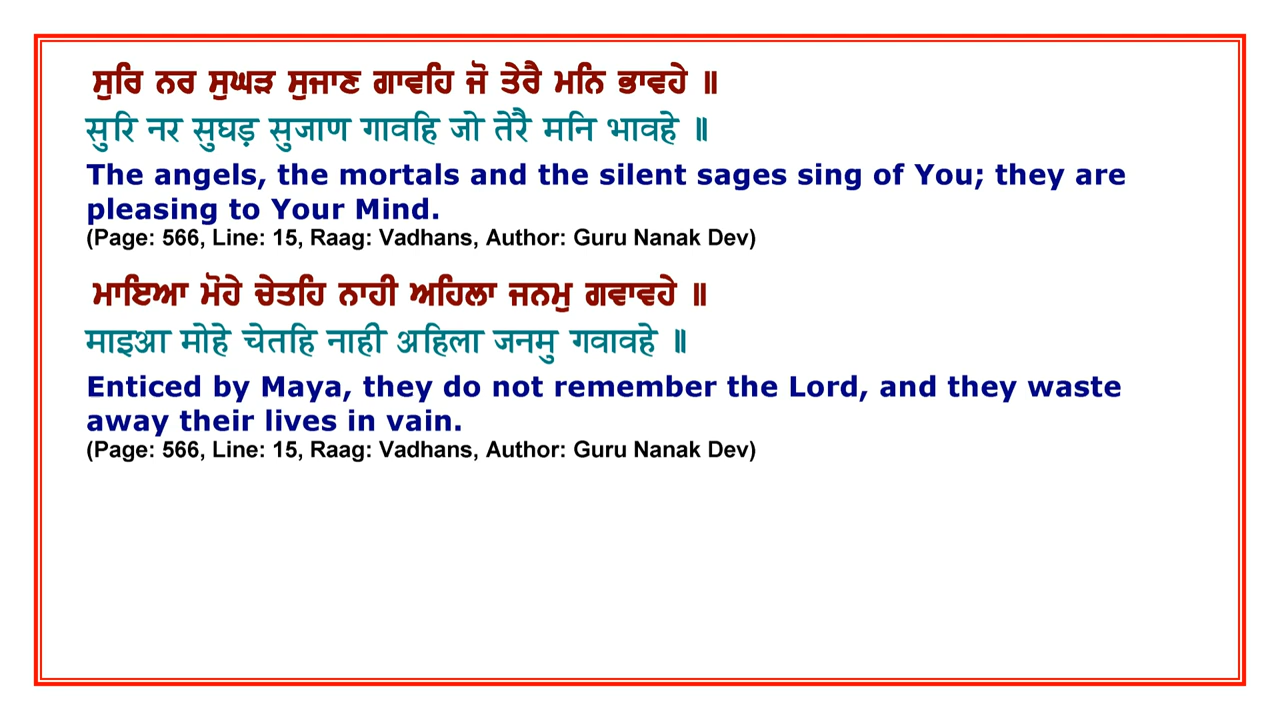 ਸੁਰਿ ਨਰ ਸੁਘੜ ਸੁਜਾਣ ਗਾਵਹਿ ਜੋ ਤੇਰੈ ਮਨਿ ਭਾਵਹੇ ॥
सुरि नर सुघड़ सुजाण गावहि जो तेरै मनि भावहे ॥
The angels, the mortals and the silent sages sing of You; they are
pleasing to Your Mind.
(Page: 566, Line: 15, Raag: Vadhans, Author: Guru Nanak Dev)
ਮਾਇਆ ਮੋਹੇ ਚੇਤਹਿ ਨਾਹੀ ਅਹਿਲਾ ਜਨਮੁ ਗਵਾਵਹੇ ॥
माइआ मोहे चेतहि नाही अहिला जनमु गवावहे ॥
Enticed by Maya, they do not remember the Lord, and they waste
away their lives in vain.
(Page: 566, Line: 15, Raag: Vadhans, Author: Guru Nanak Dev)